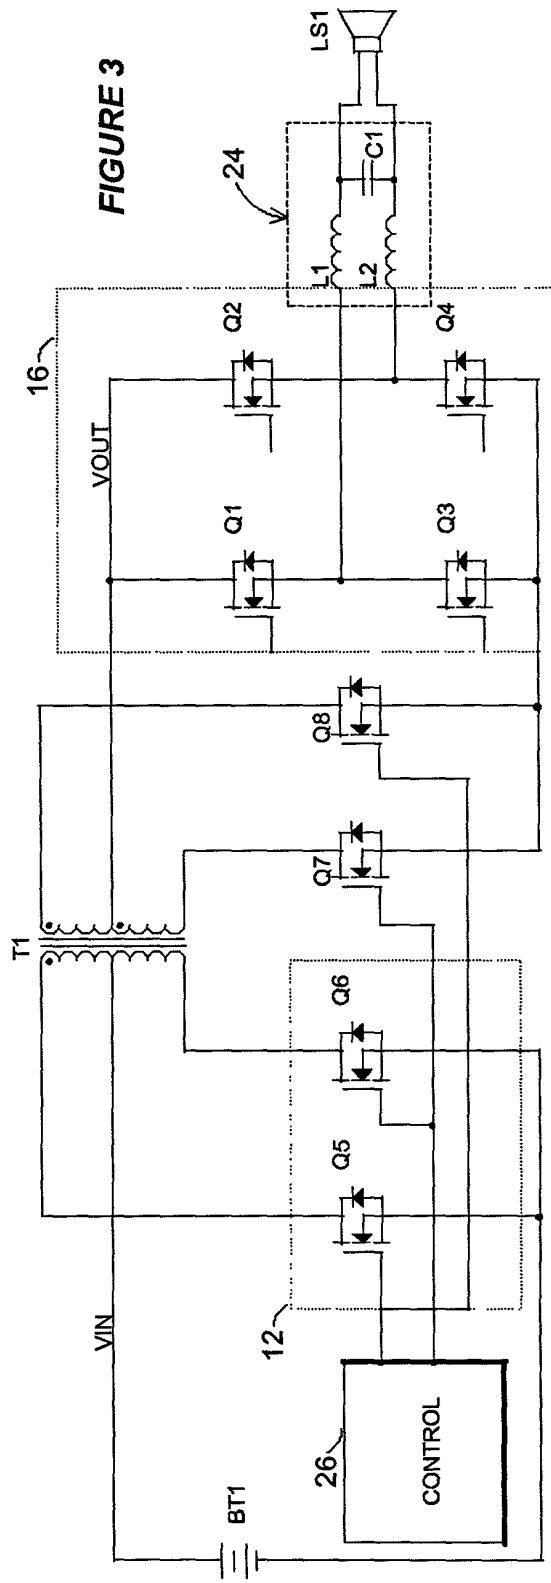 FIGURE 3
T1
VIN
VOUT
16
24
LS1
BT1
26
CONTROL
12
Q5
Q6
Q7
Q8
Q1
Q2
Q3
Q4
L1
L2
C1